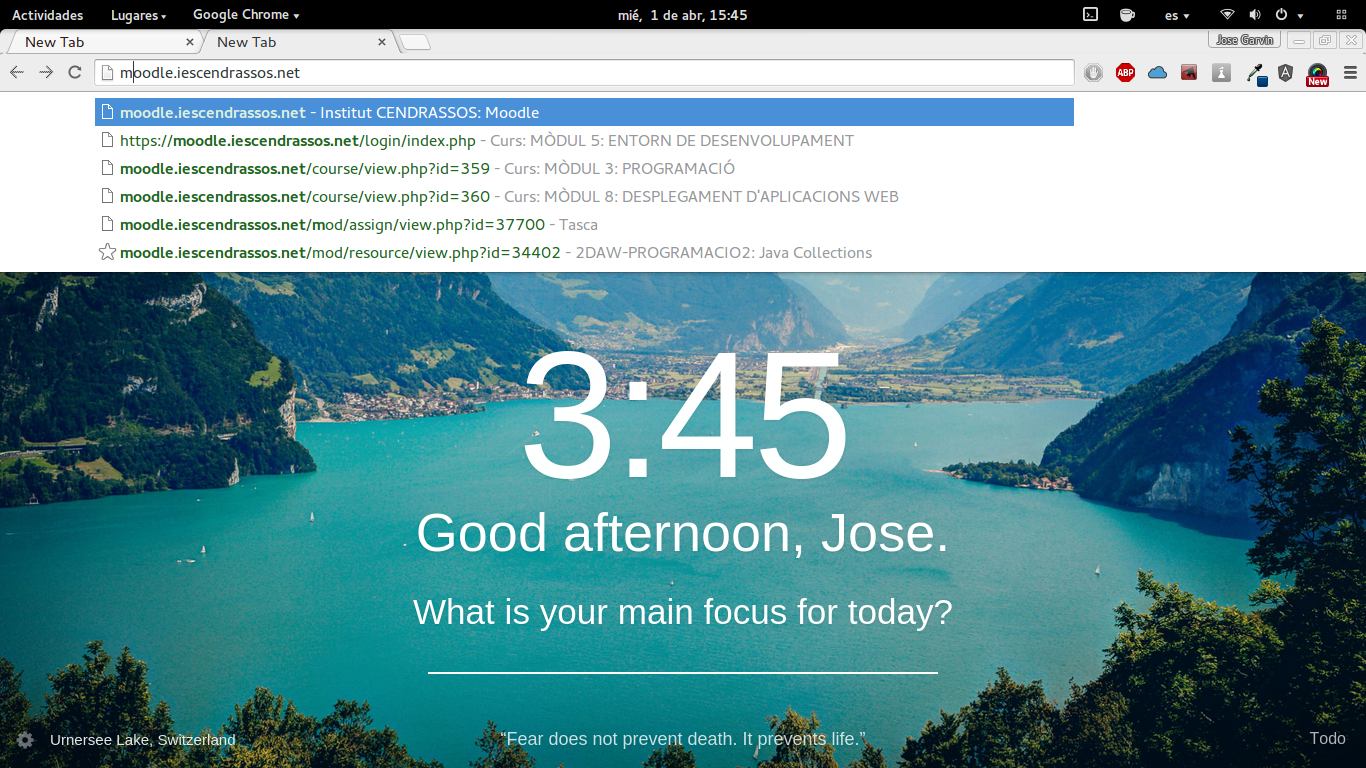 Actividades Lugares Google Chrome mié, 1 de abr, 15:45 es
New Tab New Tab Jose Garvin
moodle.iescendrassos.net ABP New
moodle.iescendrassos.net - Institut CENDRASSOS: Moodle
https://moodle.iescendrassos.net/login/index.php - Curs: MÒDUL 5: ENTORN DE DESENVOLUPAMENT
moodle.iescendrassos.net/course/view.php?id=359 - Curs: MÒDUL 3: PROGRAMACIÓ
moodle.iescendrassos.net/course/view.php?id=360 - Curs: MÒDUL 8: DESPLEGAMENT D'APLICACIONS WEB
moodle.iescendrassos.net/mod/assign/view.php?id=37700 - Tasca
moodle.iescendrassos.net/mod/resource/view.php?id=34402 - 2DAW-PROGRAMACIO2: Java Collections
3:45
Good afternoon, Jose.
What is your main focus for today?
Urnersee Lake, Switzerland “Fear does not prevent death. It prevents life.” Todo